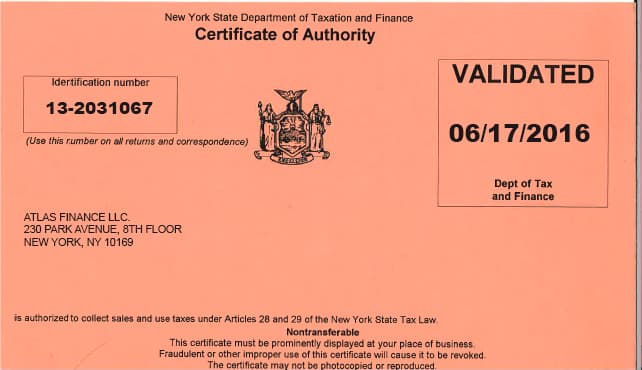 New York State Department of Taxation and Finance
Certificate of Authority
Identification number
13-2031067
(Use this number on all returns and correspondence)
VALIDATED
06/17/2016
Dept of Tax
and Finance
EXCELSIOR
ATLAS FINANCE LLC.
230 PARK AVENUE, 8TH FLOOR
NEW YORK, NY 10169
is authorized to collect sales and use taxes under Articles 28 and 29 of the New York State Tax Law.
Nontransferable
This certificate must be prominently displayed at your place of business.
Fraudulent or other improper use of this certificate will cause it to be revoked.
The certificate may not be photocopied or reproduced.